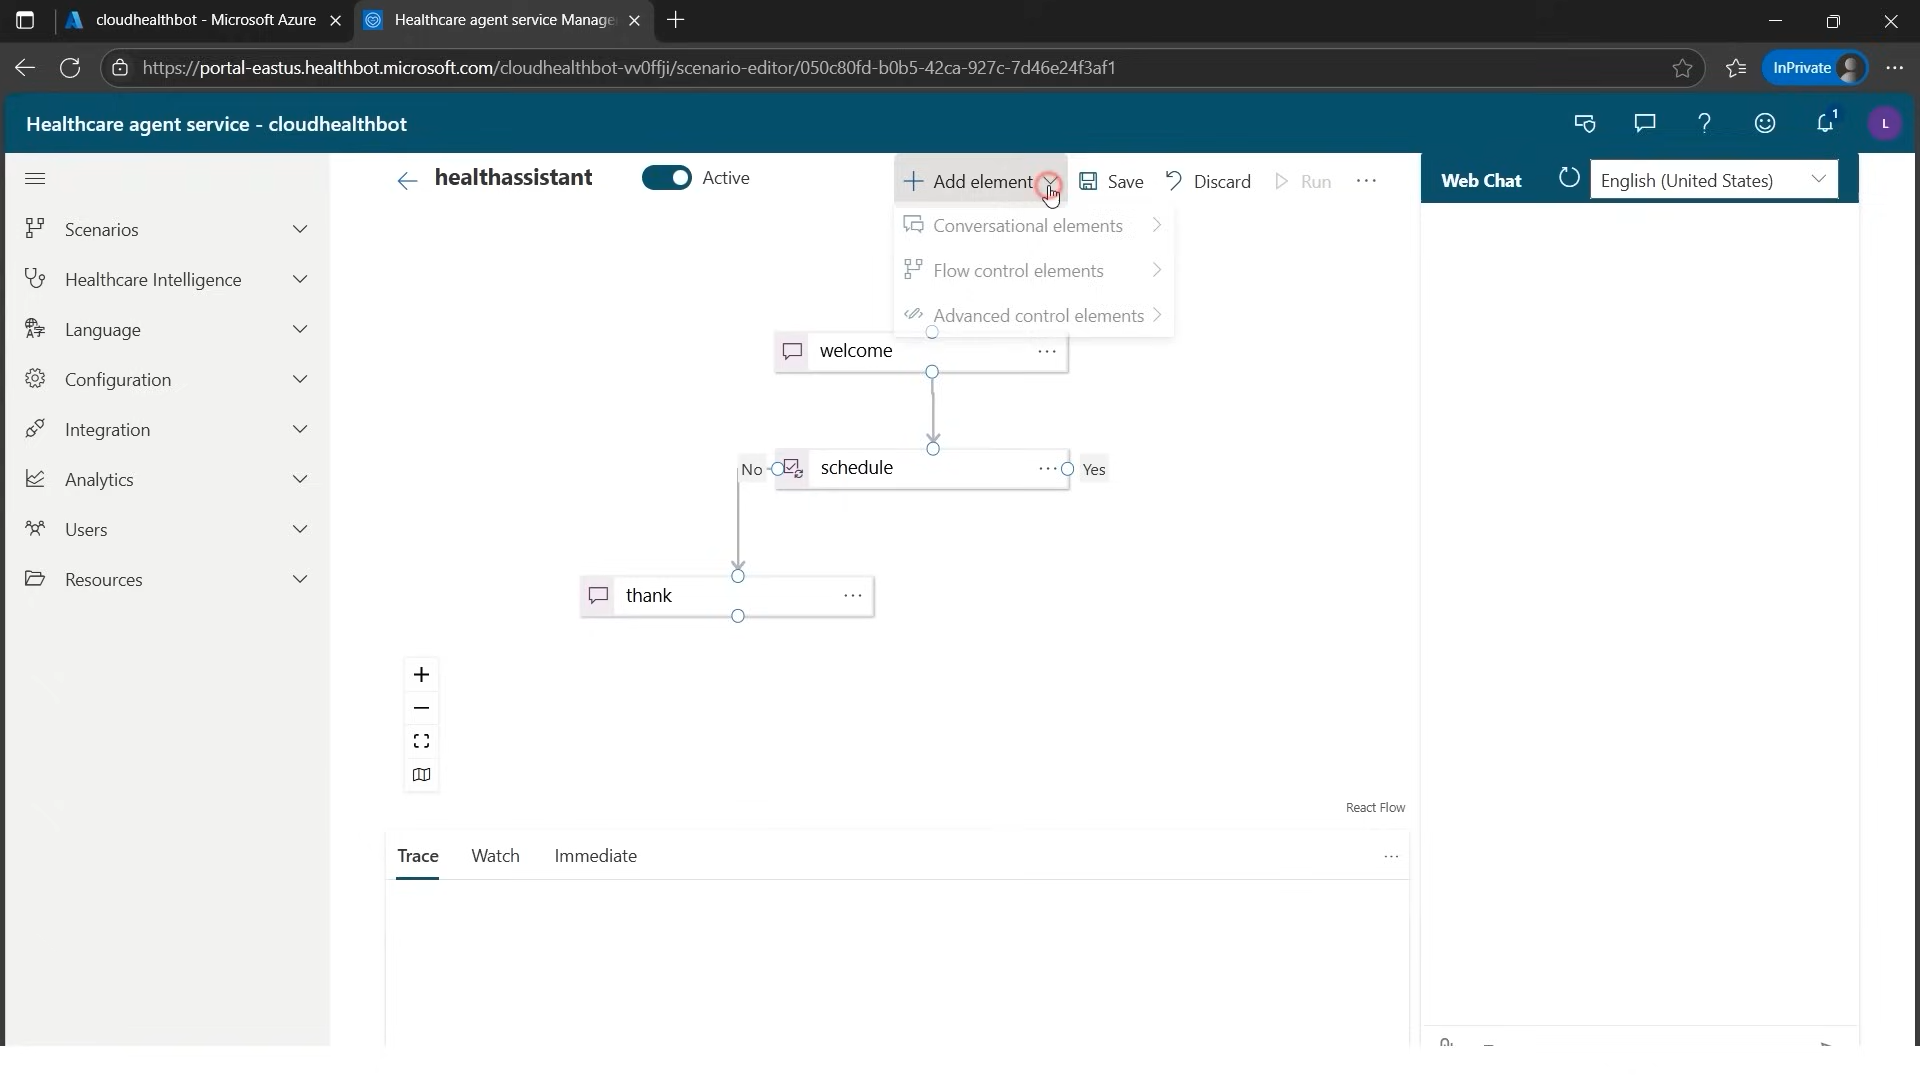 cloudhealthbot - Microsoft Azure
Healthcare agent service Manage
https://portal-eastus.healthbot.microsoft.com/cloudhealthbot-vv0ffji/scenario-editor/050c80fd-b0b5-42ca-927c-7d46e24f3af1
InPrivate
Healthcare agent service - cloudhealthbot
1
L
healthassistant
Active
Add element
Save
Discard
Run
Web Chat
English (United States)
Scenarios
Healthcare Intelligence
Language
Configuration
Integration
Analytics
Users
Resources
Conversational elements
Flow control elements
Advanced control elements
welcome
No
schedule
Yes
thank
React Flow
Trace
Watch
Immediate